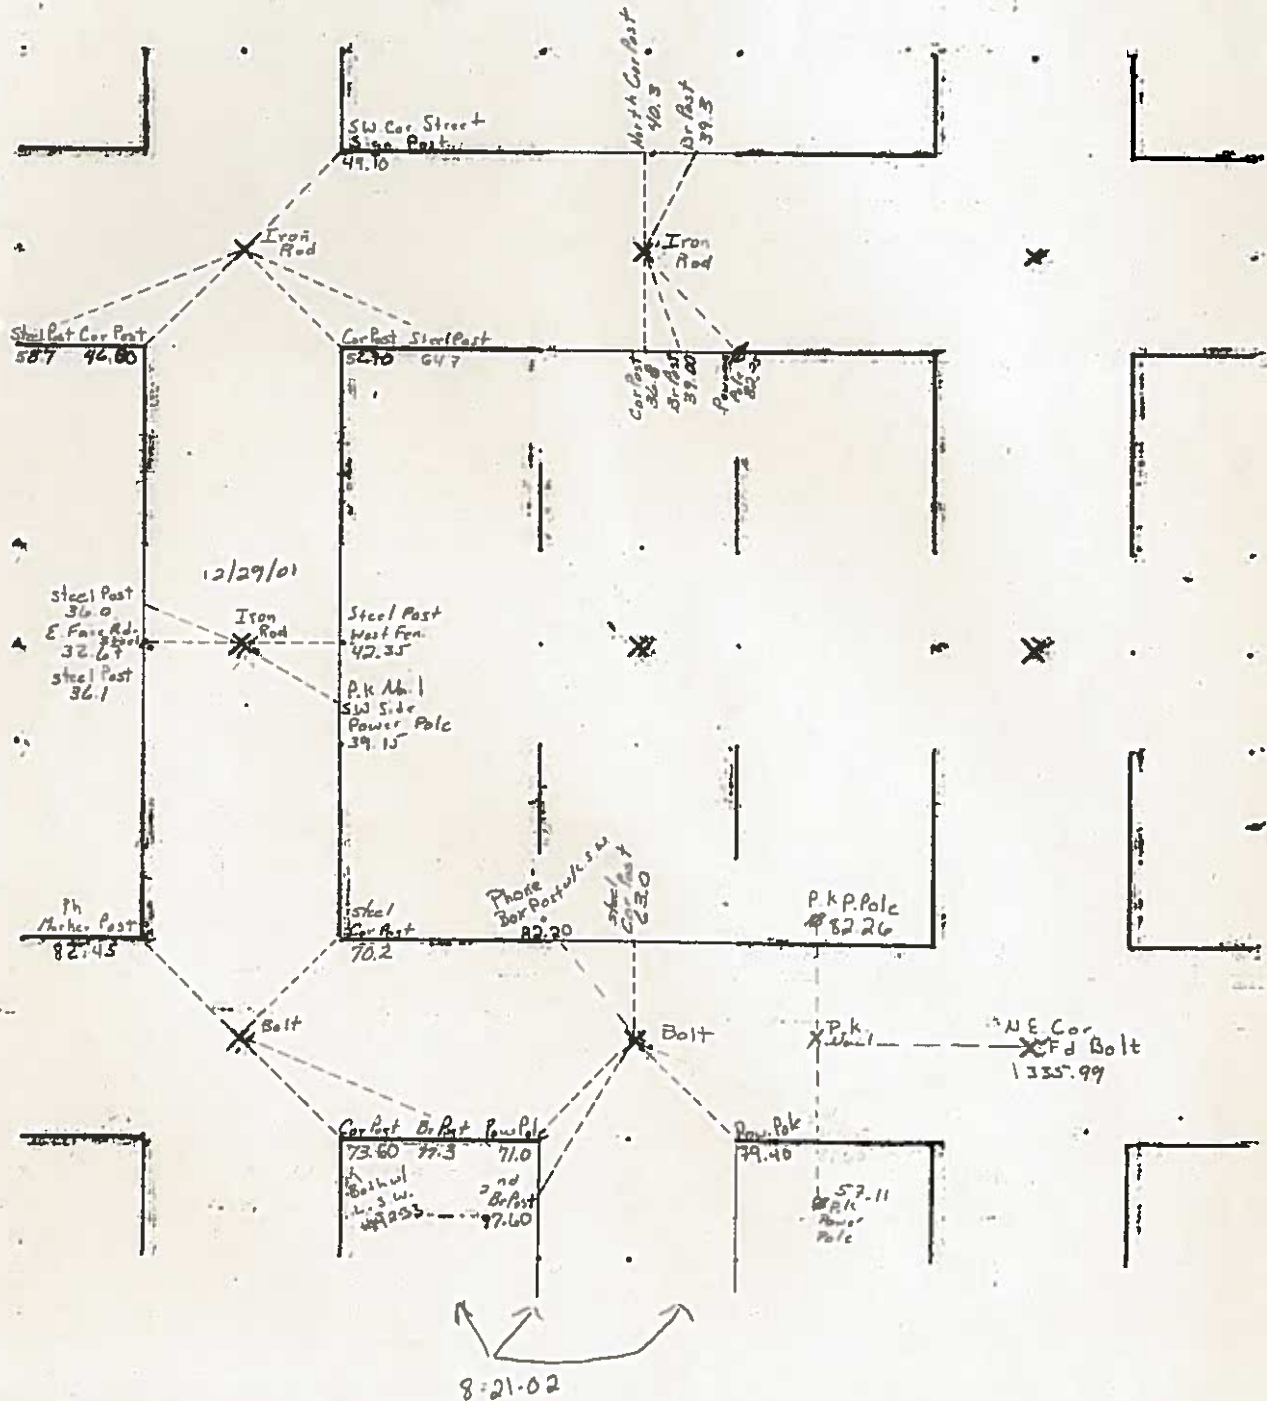 North Cor Post
40.3
Br Post
39.3
SW. Cor. Street
Sign Post
49.10
Iron
Rod
Iron
Rod
Steel Post Cor Post
58.7 46.80
Cor Post Steel Post
52.90 64.7
Cor Post
36.8
Br Post
39.00
Power
Pole
12/29/01
Steel Post
36.0
E. Face Rd.
32.67
steel Post
36.1
Iron
Rod
Steel Post
West Fen.
42.35
P.K Nail
SW Side
Power Pole
39.15
Phone
Box Post w/L.S.W.
82.20
Steel
Cor Post
63.0
P.K P.Pole
82.26
Ph
Marker Post
82.45
Steel
Cor Post
70.2
Bolt
Bolt
P.K.
Nail
N E Cor.
Fd Bolt
1335.99
Cor Post Br Post Pow Pole
73.60 77.3 71.0
Pow. Pole
79.40
L.S.W.
2nd
Br Post
97.60
57.11
P.K
Power
Pole
8-21-02